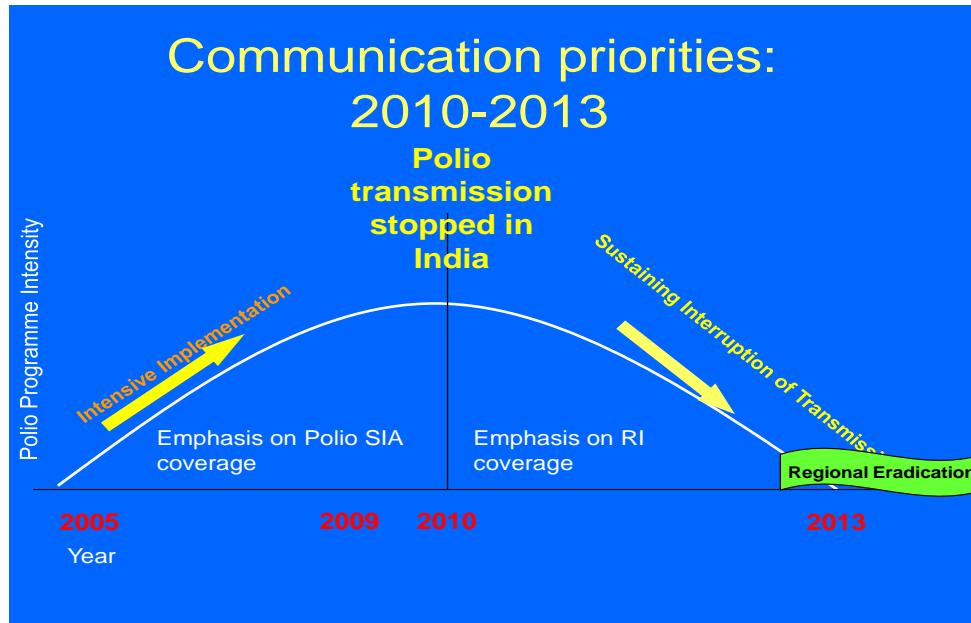 Communication priorities:
2010-2013
Polio
transmission
stopped in
India
Polio Programme Intensity
Intensive Implementation
Sustaining Interruption of
Emphasis on Polio SIA
coverage
Emphasis on RI
coverage
Regional Eradication
2005
2009
2010
2013
Year